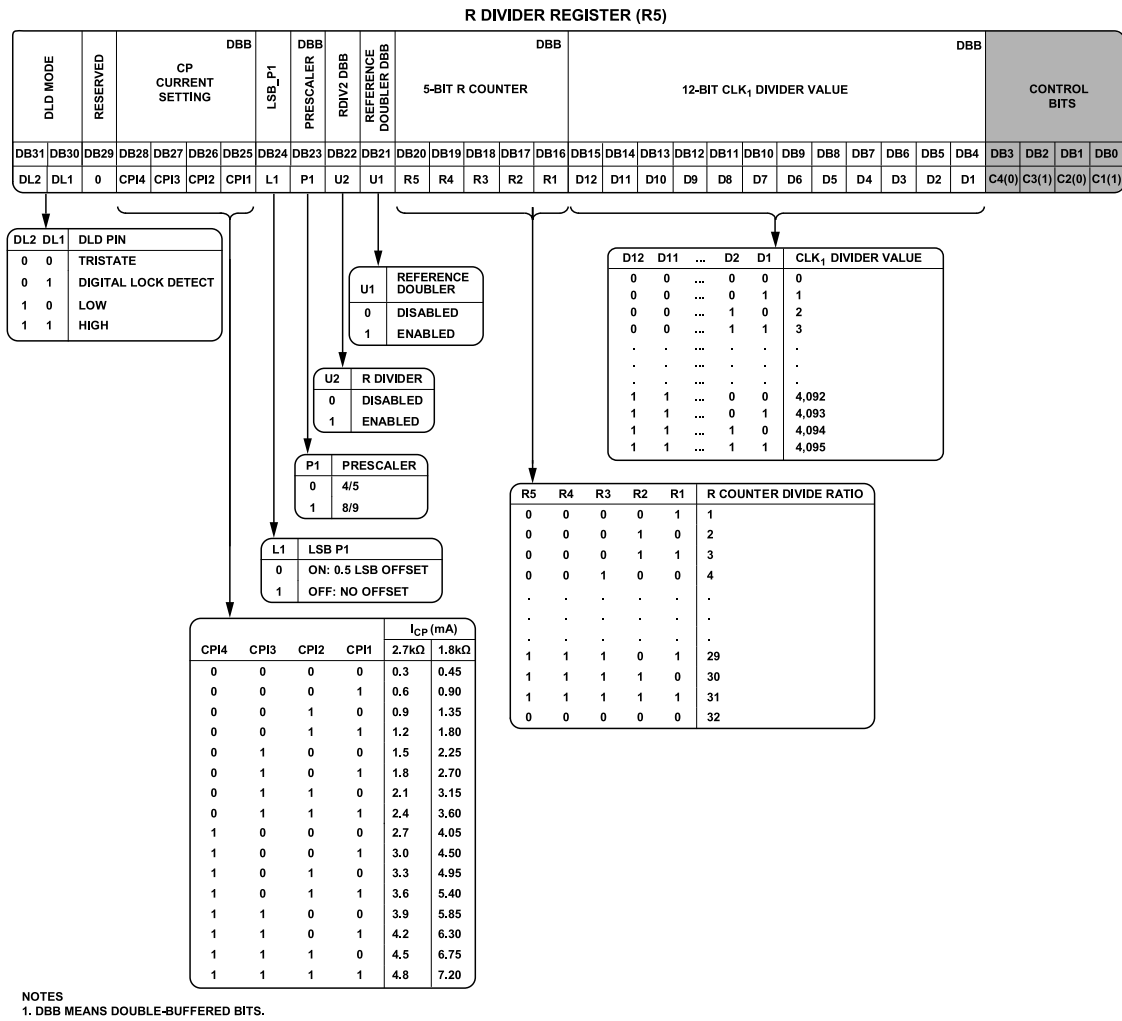 R DIVIDER REGISTER (R5)
DLD MODE
RESERVED
CP CURRENT SETTING
DBB
LSB_P1
PRESCALER
DBB
RDIV2 DBB
REFERENCE DOUBLER DBB
5-BIT R COUNTER
DBB
12-BIT CLK1 DIVIDER VALUE
DBB
CONTROL BITS
DB31 DB30 DB29 DB28 DB27 DB26 DB25 DB24 DB23 DB22 DB21 DB20 DB19 DB18 DB17 DB16 DB15 DB14 DB13 DB12 DB11 DB10 DB9 DB8 DB7 DB6 DB5 DB4 DB3 DB2 DB1 DB0
DL2 DL1 0 CPI4 CPI3 CPI2 CPI1 L1 P1 U2 U1 R5 R4 R3 R2 R1 D12 D11 D10 D9 D8 D7 D6 D5 D4 D3 D2 D1 C4(0) C3(1) C2(0) C1(1)
DL2 DL1 DLD PIN
0 0 TRISTATE
0 1 DIGITAL LOCK DETECT
1 0 LOW
1 1 HIGH
U1 REFERENCE DOUBLER
0 DISABLED
1 ENABLED
D12 D11 ... D2 D1 CLK1 DIVIDER VALUE
0 0 ... 0 0 0
0 0 ... 0 1 1
0 0 ... 1 0 2
0 0 ... 1 1 3
. . ... . . .
. . ... . . .
. . ... . . .
1 1 ... 0 0 4,092
1 1 ... 0 1 4,093
1 1 ... 1 0 4,094
1 1 ... 1 1 4,095
U2 R DIVIDER
0 DISABLED
1 ENABLED
P1 PRESCALER
0 4/5
1 8/9
R5 R4 R3 R2 R1 R COUNTER DIVIDE RATIO
0 0 0 0 1 1
0 0 0 1 0 2
0 0 0 1 1 3
0 0 1 0 0 4
. . . . . .
. . . . . .
. . . . . .
1 1 1 0 1 29
1 1 1 1 0 30
1 1 1 1 1 31
0 0 0 0 0 32
L1 LSB P1
0 ON: 0.5 LSB OFFSET
1 OFF: NO OFFSET
ICP (mA)
CPI4 CPI3 CPI2 CPI1 2.7kΩ 1.8kΩ
0 0 0 0 0.3 0.45
0 0 0 1 0.6 0.90
0 0 1 0 0.9 1.35
0 0 1 1 1.2 1.80
0 1 0 0 1.5 2.25
0 1 0 1 1.8 2.70
0 1 1 0 2.1 3.15
0 1 1 1 2.4 3.60
1 0 0 0 2.7 4.05
1 0 0 1 3.0 4.50
1 0 1 0 3.3 4.95
1 0 1 1 3.6 5.40
1 1 0 0 3.9 5.85
1 1 0 1 4.2 6.30
1 1 1 0 4.5 6.75
1 1 1 1 4.8 7.20
NOTES
1. DBB MEANS DOUBLE-BUFFERED BITS.